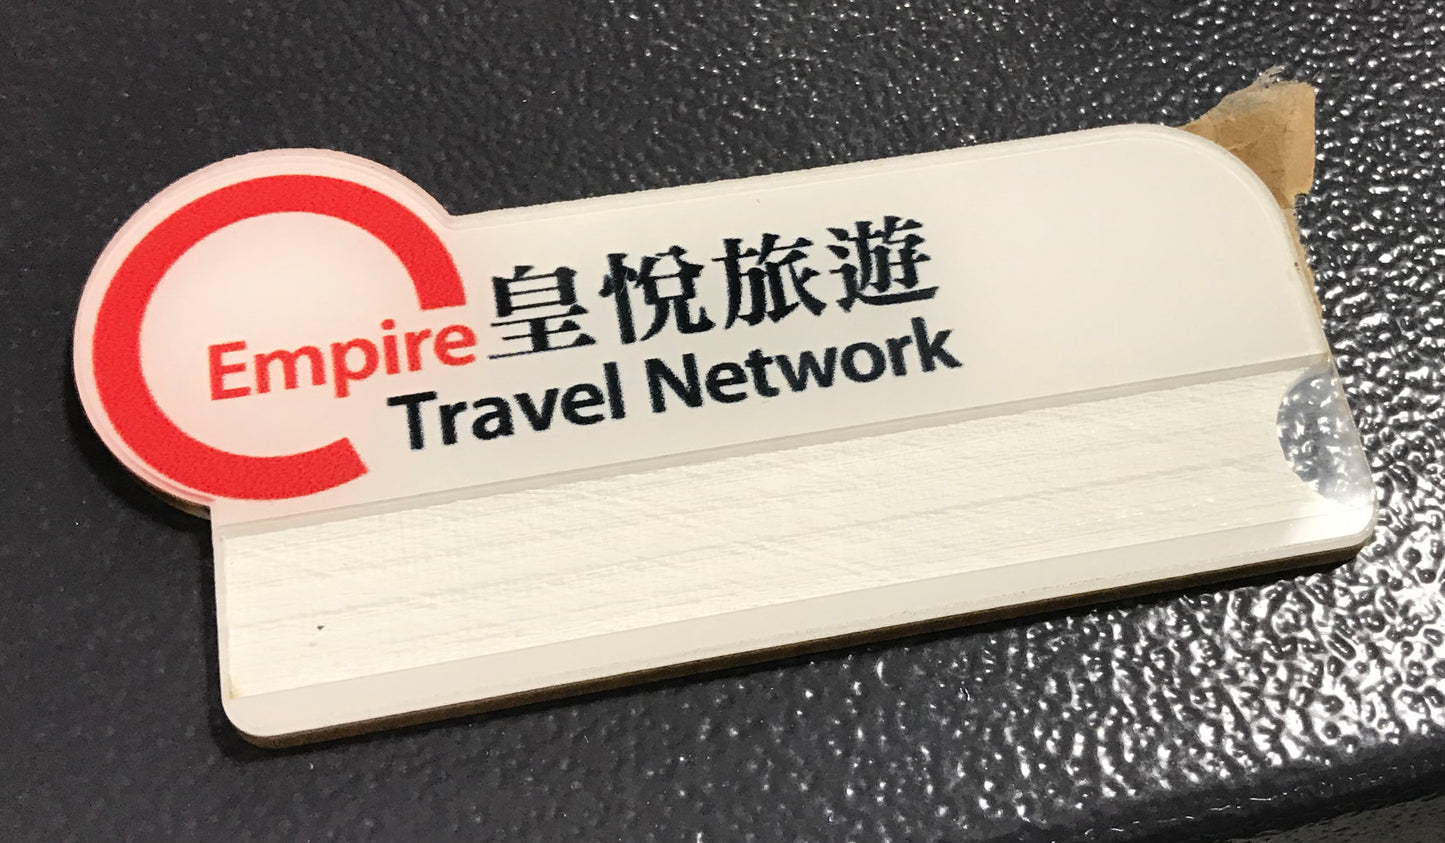 Empire 皇悅旅遊
Travel Network